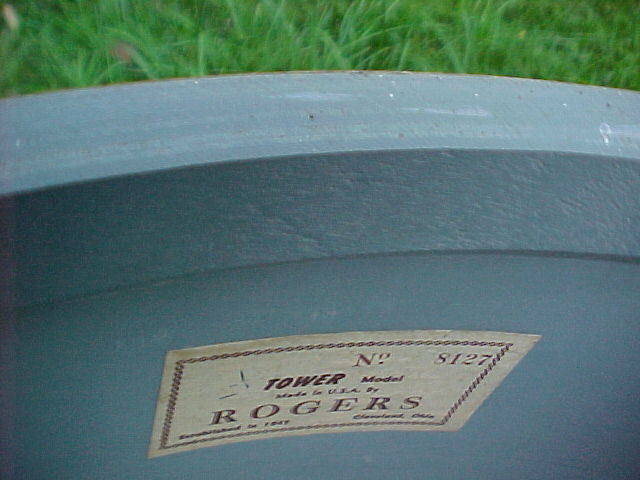 Nº 8127
TOWER Model
Made in U.S.A. By
ROGERS
Established in 1849 Cleveland, Ohio